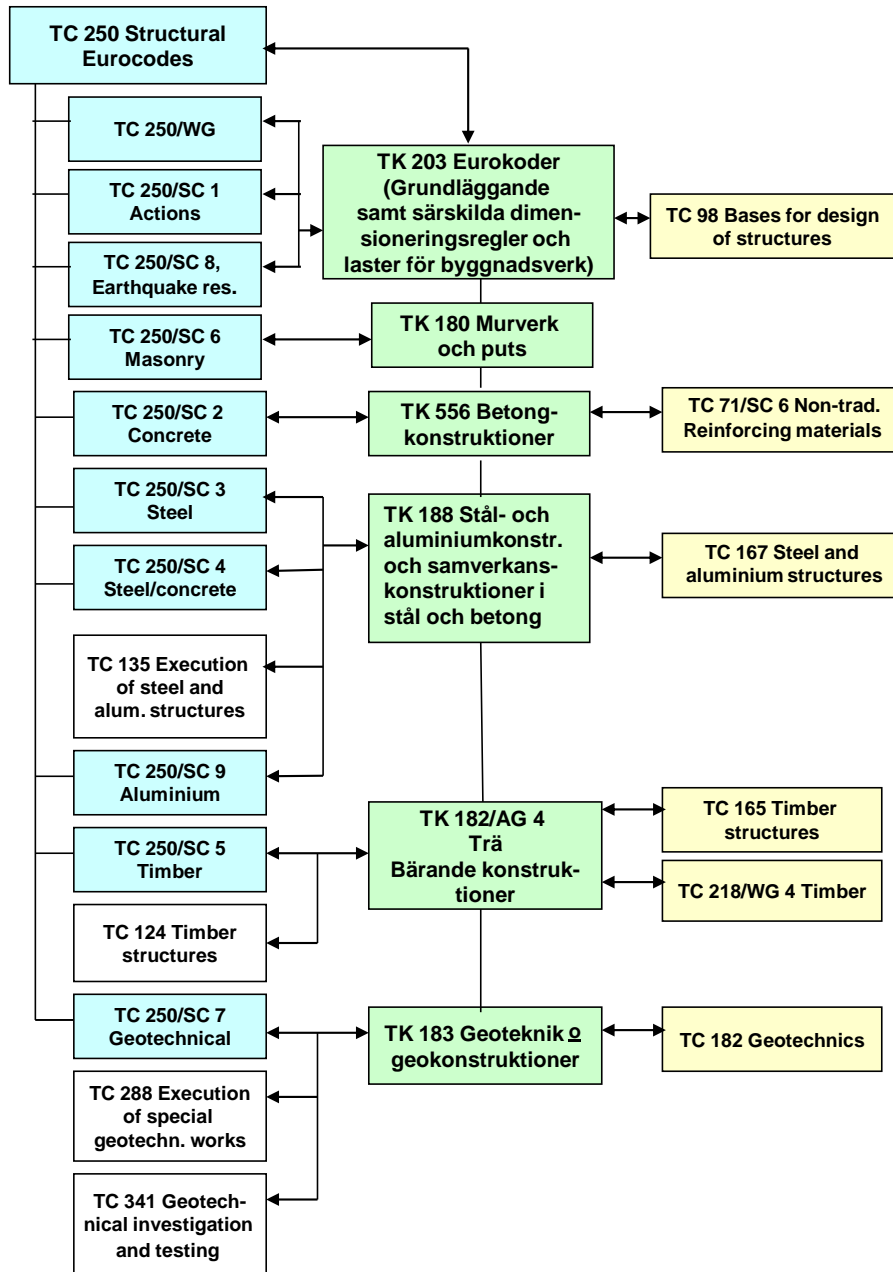 TC 250 Structural
Eurocodes
TC 250/WG
TC 250/SC 1
Actions
TC 250/SC 8,
Earthquake res.
TC 250/SC 6
Masonry
TC 250/SC 2
Concrete
TC 250/SC 3
Steel
TC 250/SC 4
Steel/concrete
TC 135 Execution
of steel and
alum. structures
TC 250/SC 9
Aluminium
TC 250/SC 5
Timber
TC 124 Timber
structures
TC 250/SC 7
Geotechnical
TC 288 Execution
of special
geotechn. works
TC 341 Geotech-
nical investigation
and testing
TK 203 Eurokoder
(Grundläggande
samt särskilda dimen-
sioneringsregler och
laster för byggnadsverk)
TK 180 Murverk
och puts
TK 556 Betong-
konstruktioner
TK 188 Stål- och
aluminiumkonstr.
och samverkans-
konstruktioner i
stål och betong
TK 182/AG 4
Trä
Bärande konstruk-
tioner
TK 183 Geoteknik o
geokonstruktioner
TC 98 Bases for design
of structures
TC 71/SC 6 Non-trad.
Reinforcing materials
TC 167 Steel and
aluminium structures
TC 165 Timber
structures
TC 218/WG 4 Timber
TC 182 Geotechnics